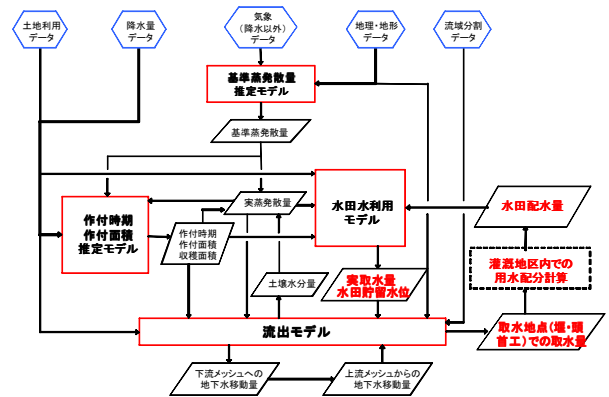 土地利用
データ
降水量
データ
気象
(降水以外)
データ
地理・地形
データ
流域分割
データ
基準蒸発散量
推定モデル
基準蒸発散量
作付時期
作付面積
推定モデル
作付時期
作付面積
収穫面積
実蒸発散量
土壌水分量
水田水利用
モデル
実取水量
水田貯留水位
水田配水量
灌漑地区内での
用水配分計算
取水地点(堰・頭
首工)での取水量
流出モデル
下流メッシュへの
地下水移動量
上流メッシュからの
地下水移動量